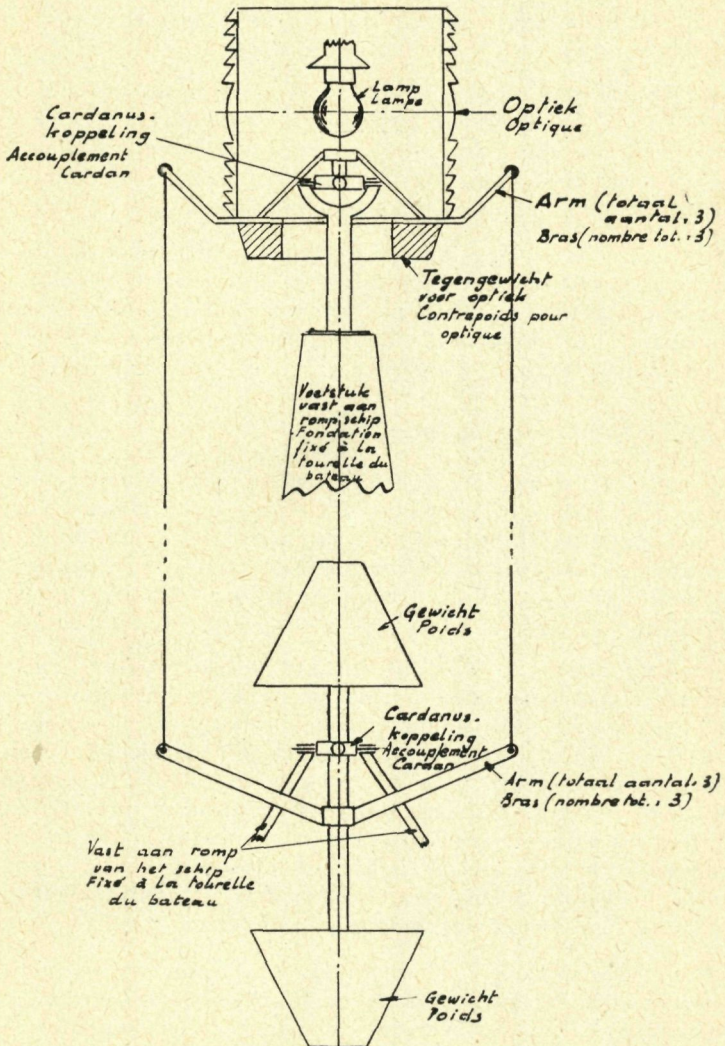 Lamp
Lampe
Cardanus-
koppeling
Accouplement
Cardan
Optiek
Optique
Arm (totaal
aantal: 3)
Bras (nombre tot. : 3)
Tegengewicht
voor optiek
Contrepoids pour
optique
Voetstuk
vast aan
romp schip
Fondation
fixé à la
tourelle du
bateau
Gewicht
Poids
Cardanus-
koppeling
Accouplement
Cardan
Arm (totaal aantal: 3)
Bras (nombre tot. : 3)
Vast aan romp
van het schip
Fixé à la tourelle
du bateau
Gewicht
Poids